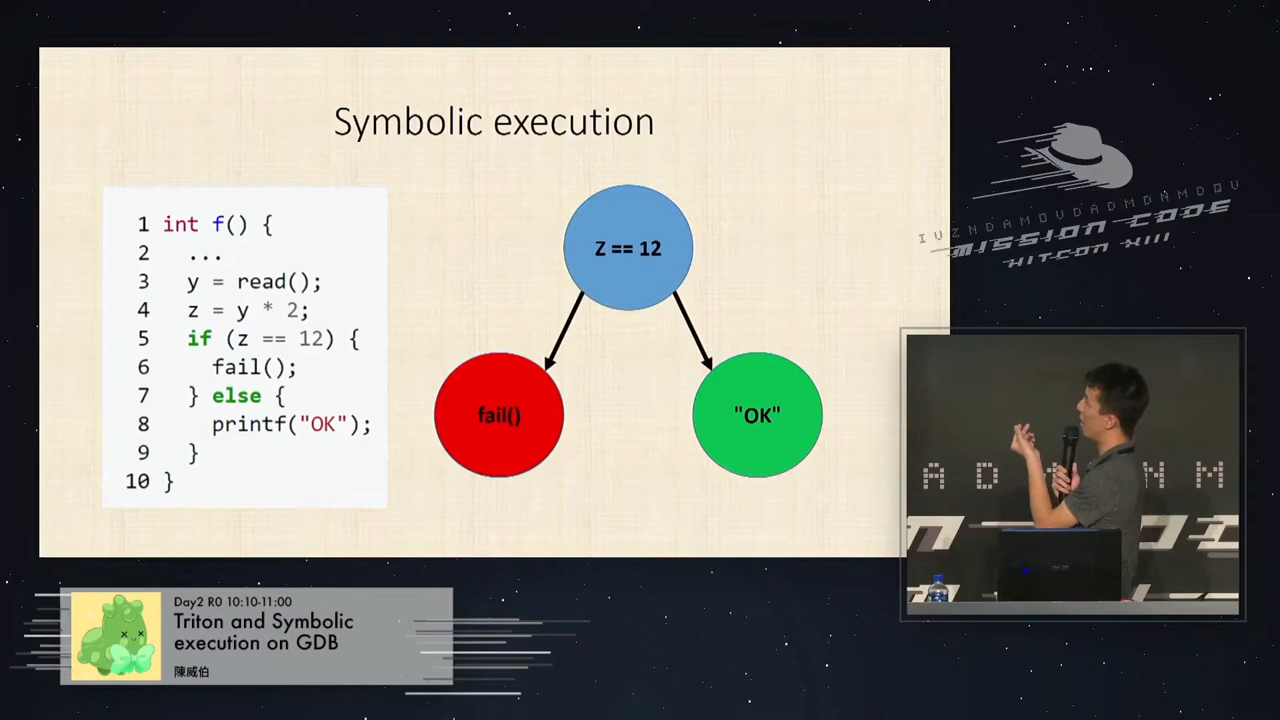 Symbolic execution
1 int f() {
2 ...
3 y = read();
4 z = y * 2;
5 if (z == 12) {
6 fail();
7 } else {
8 printf("OK");
9 }
10 }
Z == 12
fail()
"OK"
MISSION CODE
HITCON XIII
A D
N M
Day2 R0 10:10-11:00
Triton and Symbolic
execution on GDB
陳威伯